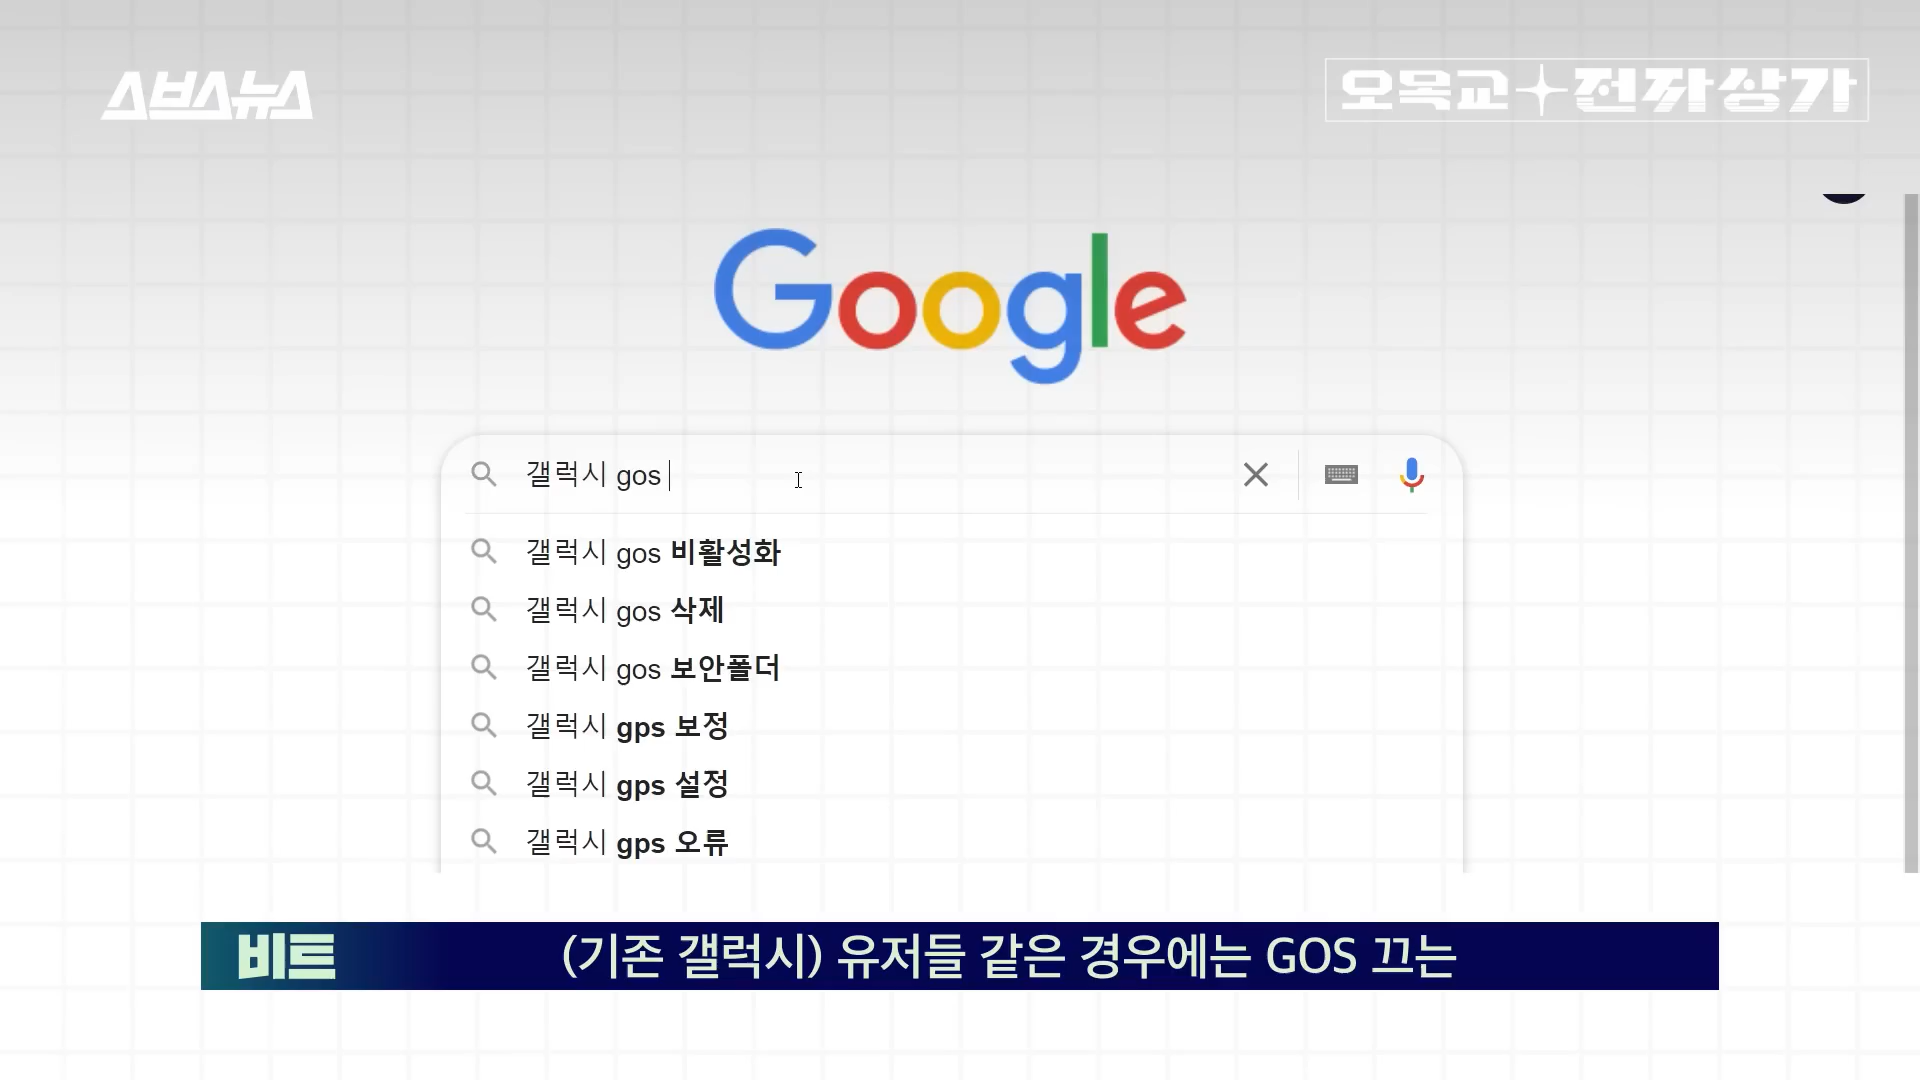 스브스뉴스
오목교 전자상가
Google
갤럭시 gos
갤럭시 gos 비활성화
갤럭시 gos 삭제
갤럭시 gos 보안폴더
갤럭시 gps 보정
갤럭시 gps 설정
갤럭시 gps 오류
비트 (기존 갤럭시) 유저들 같은 경우에는 GOS 끄는